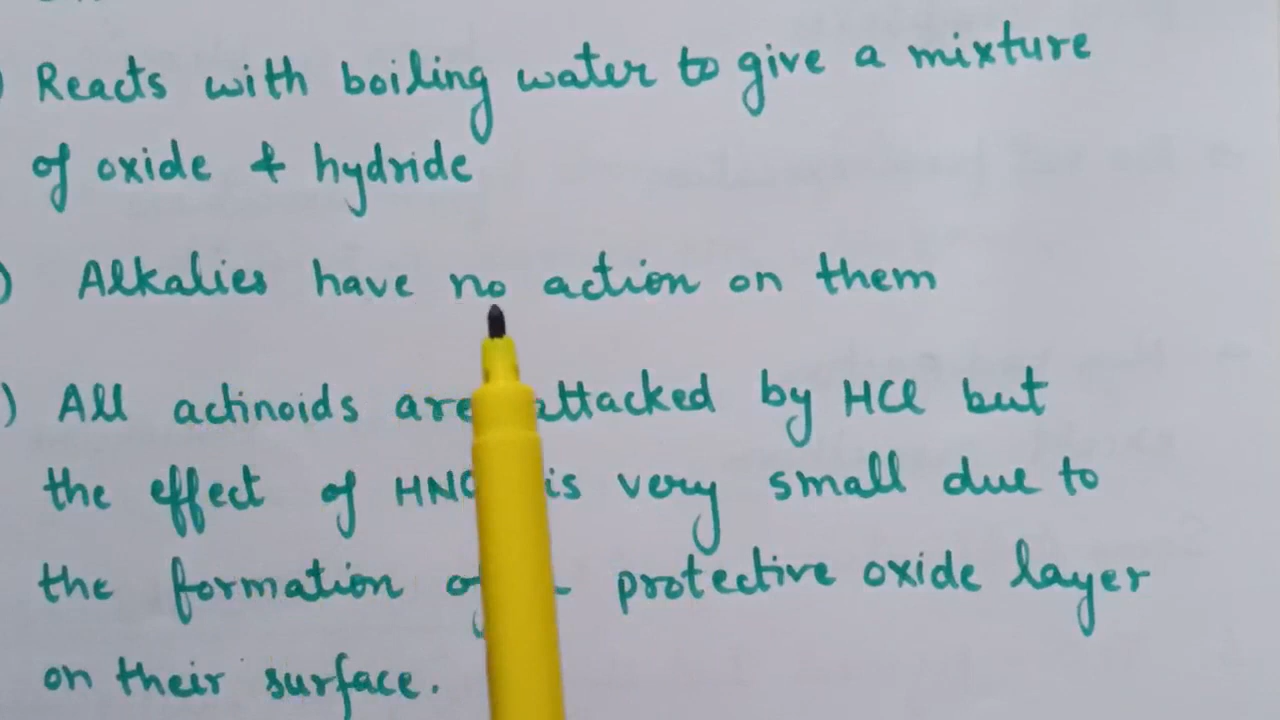 ) Reacts with boiling water to give a mixture
of oxide & hydride
) Alkalies have no action on them
) All actinoids are attacked by HCl but
the effect of is very small due to
the formation protective oxide layer
on their surface.